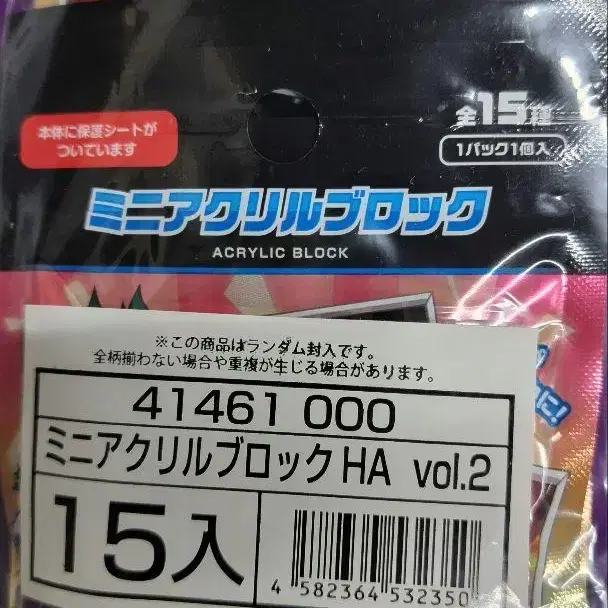 全15種
本体に保護シートが
ついています
1パック1個入
ミニアクリルブロック
ACRYLIC BLOCK
※この商品はランダム封入です。
全柄揃わない場合や重複が生じる場合があります。
41461 000
ミニアクリルブロックHA vol.2
15入
4 582364 532350
に!